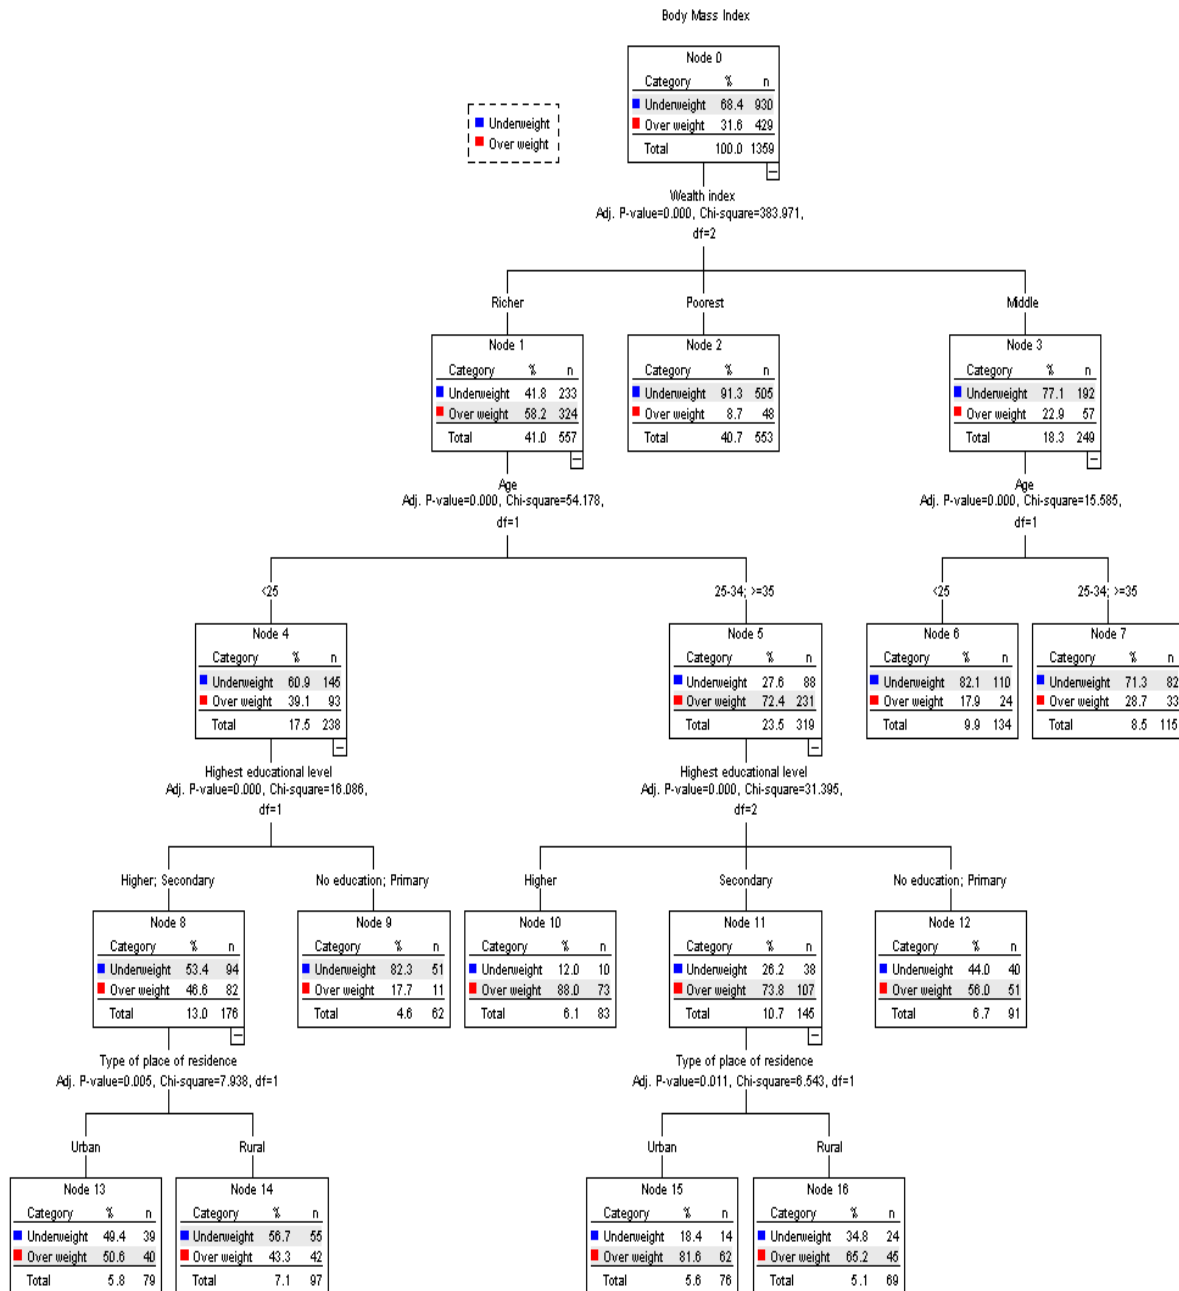 Body Mass Index
Underweight
Over weight
Node 0
Category % n
Underweight 68.4 930
Over weight 31.6 429
Total 100.0 1359
Wealth index
Adj. P-value=0.000, Chi-square=383.971,
df=2
Richer
Poorest
Middle
Node 1
Category % n
Underweight 41.8 233
Over weight 58.2 324
Total 41.0 557
Node 2
Category % n
Underweight 91.3 505
Over weight 8.7 48
Total 40.7 553
Node 3
Category % n
Underweight 77.1 192
Over weight 22.9 57
Total 18.3 249
Age
Adj. P-value=0.000, Chi-square=54.178,
df=1
Age
Adj. P-value=0.000, Chi-square=15.585,
df=1
<25
25-34; >=35
<25
25-34; >=35
Node 4
Category % n
Underweight 60.9 145
Over weight 39.1 93
Total 17.5 238
Node 5
Category % n
Underweight 27.6 88
Over weight 72.4 231
Total 23.5 319
Node 6
Category % n
Underweight 82.1 110
Over weight 17.9 24
Total 9.9 134
Node 7
Category % n
Underweight 71.3 82
Over weight 28.7 33
Total 8.5 115
Highest educational level
Adj. P-value=0.000, Chi-square=16.086,
df=1
Highest educational level
Adj. P-value=0.000, Chi-square=31.395,
df=2
Higher; Secondary
No education; Primary
Higher
Secondary
No education; Primary
Node 8
Category % n
Underweight 53.4 94
Over weight 46.6 82
Total 13.0 176
Node 9
Category % n
Underweight 82.3 51
Over weight 17.7 11
Total 4.6 62
Node 10
Category % n
Underweight 12.0 10
Over weight 88.0 73
Total 6.1 83
Node 11
Category % n
Underweight 26.2 38
Over weight 73.8 107
Total 10.7 145
Node 12
Category % n
Underweight 44.0 40
Over weight 56.0 51
Total 6.7 91
Type of place of residence
Adj. P-value=0.005, Chi-square=7.938, df=1
Type of place of residence
Adj. P-value=0.011, Chi-square=6.543, df=1
Urban
Rural
Urban
Rural
Node 13
Category % n
Underweight 49.4 39
Over weight 50.6 40
Total 5.8 79
Node 14
Category % n
Underweight 56.7 55
Over weight 43.3 42
Total 7.1 97
Node 15
Category % n
Underweight 18.4 14
Over weight 81.6 62
Total 5.6 76
Node 16
Category % n
Underweight 34.8 24
Over weight 65.2 45
Total 5.1 69